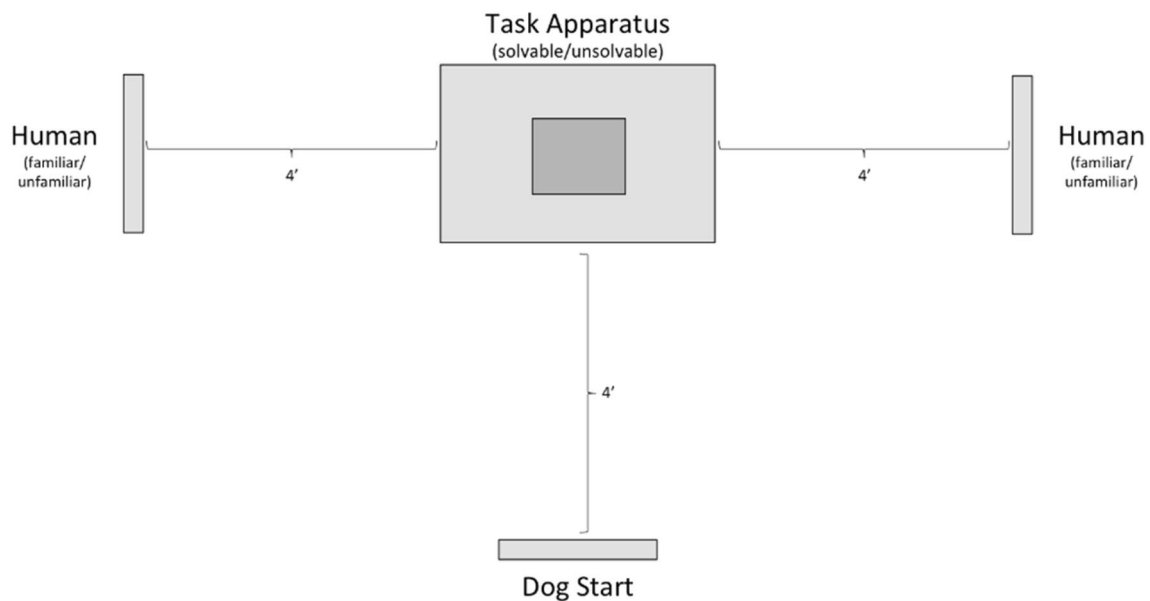 Task Apparatus
(solvable/unsolvable)
Human
(familiar/
unfamiliar)
4’
4’
Human
(familiar/
unfamiliar)
4’
Dog Start